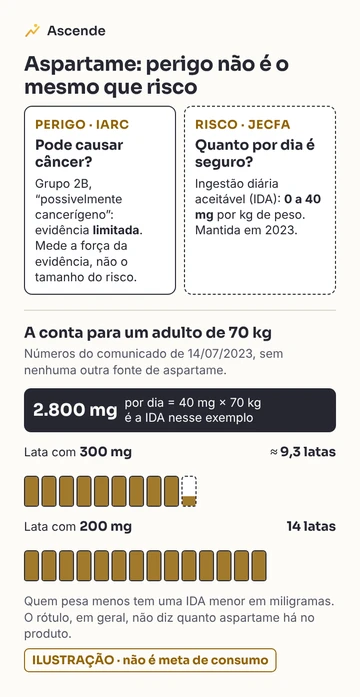 Ascende
Aspartame: perigo não é o
mesmo que risco
PERIGO · IARC
Pode causar
câncer?
Grupo 2B,
“possivelmente
cancerígeno”:
evidência limitada.
Mede a força da
evidência, não o
tamanho do risco.
RISCO · JECFA
Quanto por dia é
seguro?
Ingestão diária
aceitável (IDA): 0 a 40
mg por kg de peso.
Mantida em 2023.
A conta para um adulto de 70 kg
Números do comunicado de 14/07/2023, sem
nenhuma outra fonte de aspartame.
2.800 mg
por dia = 40 mg × 70 kg
é a IDA nesse exemplo
Lata com 300 mg
≈ 9,3 latas
Lata com 200 mg
14 latas
Quem pesa menos tem uma IDA menor em miligramas.
O rótulo, em geral, não diz quanto aspartame há no
produto.
ILUSTRAÇÃO · não é meta de consumo